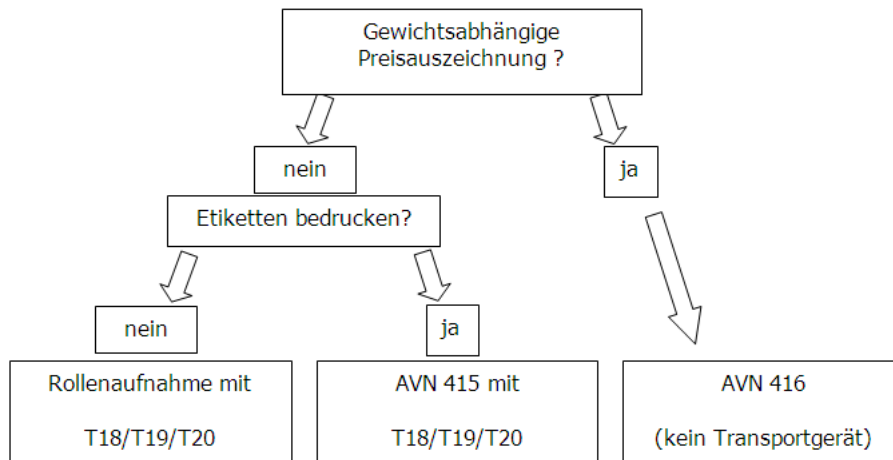 Gewichtsabhängige
Preisauszeichnung ?
nein
ja
Etiketten bedrucken?
nein
ja
Rollenaufnahme mit
T18/T19/T20
AVN 415 mit
T18/T19/T20
AVN 416
(kein Transportgerät)